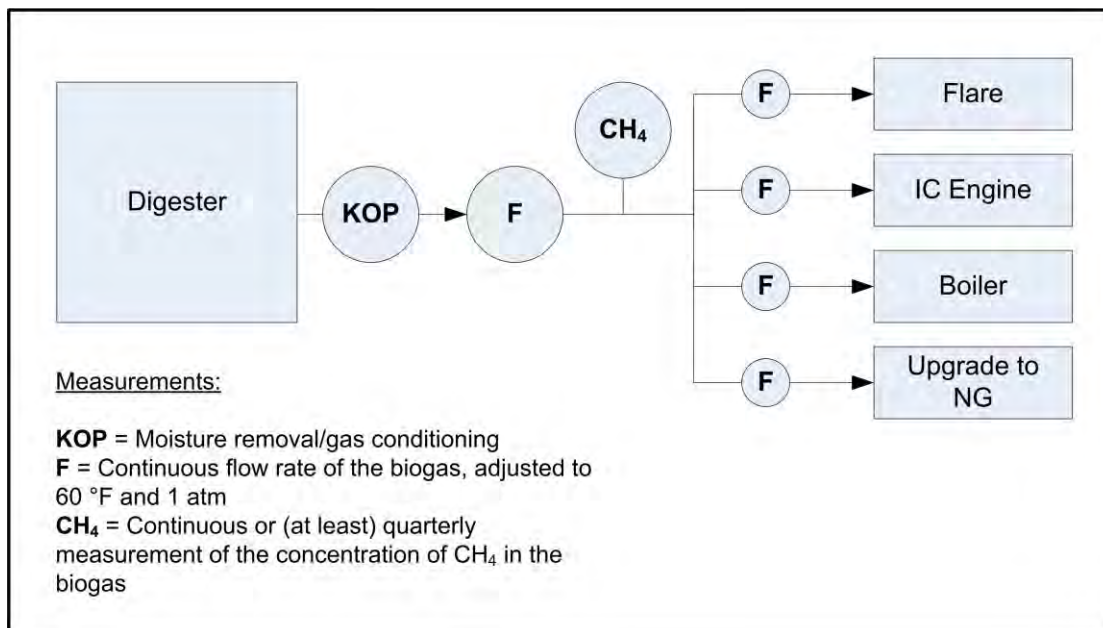 Digester
KOP
F
CH₄
F
Flare
F
IC Engine
F
Boiler
F
Upgrade to
NG
Measurements:
KOP = Moisture removal/gas conditioning
F = Continuous flow rate of the biogas, adjusted to
60 °F and 1 atm
CH₄ = Continuous or (at least) quarterly
measurement of the concentration of CH₄ in the
biogas